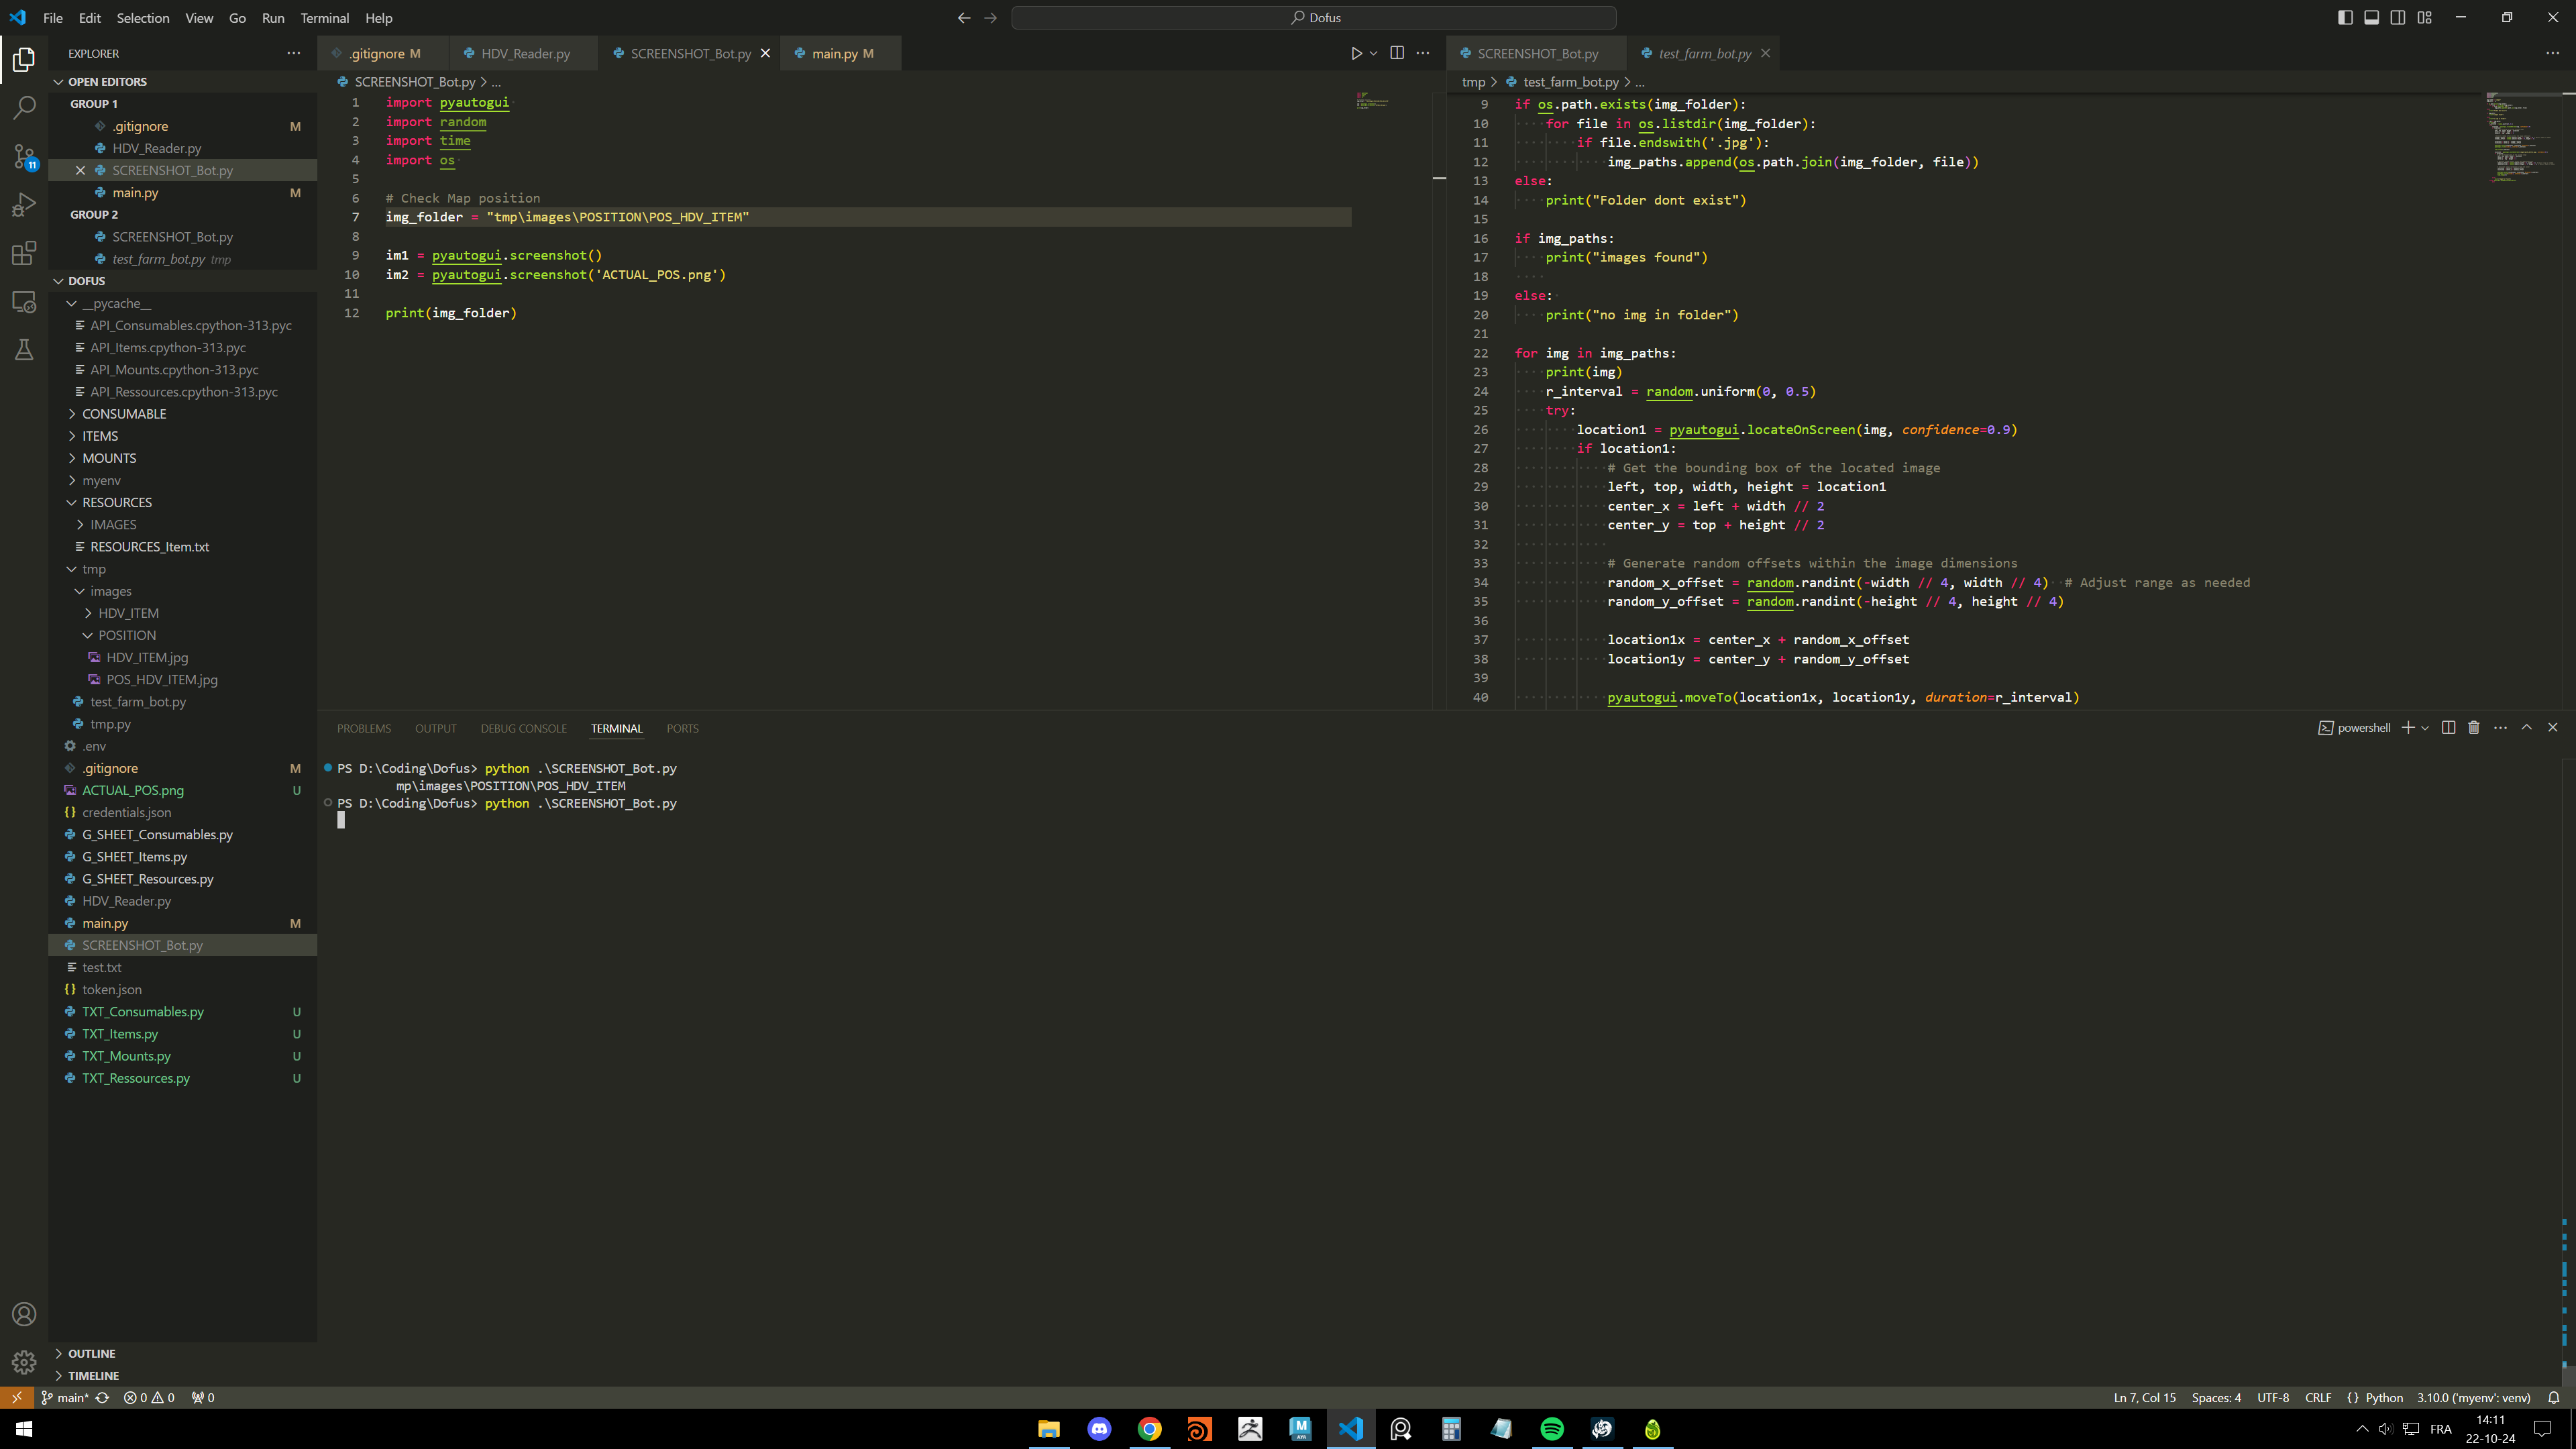 File Edit Selection View Go Run Terminal Help
Dofus
EXPLORER
OPEN EDITORS
GROUP 1
.gitignore M
HDV_Reader.py
SCREENSHOT_Bot.py
main.py M
GROUP 2
SCREENSHOT_Bot.py
test_farm_bot.py tmp
DOFUS
__pycache__
API_Consumables.cpython-313.pyc
API_Items.cpython-313.pyc
API_Mounts.cpython-313.pyc
API_Ressources.cpython-313.pyc
CONSUMABLE
ITEMS
MOUNTS
myenv
RESOURCES
IMAGES
RESOURCES_Item.txt
tmp
images
HDV_ITEM
POSITION
HDV_ITEM.jpg
POS_HDV_ITEM.jpg
test_farm_bot.py
tmp.py
.env
.gitignore M
ACTUAL_POS.png U
credentials.json
G_SHEET_Consumables.py
G_SHEET_Items.py
G_SHEET_Resources.py
HDV_Reader.py
main.py M
SCREENSHOT_Bot.py
test.txt
token.json
TXT_Consumables.py U
TXT_Items.py U
TXT_Mounts.py U
TXT_Ressources.py U
OUTLINE
TIMELINE
11
.gitignore M HDV_Reader.py SCREENSHOT_Bot.py main.py M
SCREENSHOT_Bot.py > ...
1 import pyautogui
2 import random
3 import time
4 import os
5
6 # Check Map position
7 img_folder = "tmp\images\POSITION\POS_HDV_ITEM"
8
9 im1 = pyautogui.screenshot()
10 im2 = pyautogui.screenshot('ACTUAL_POS.png')
11
12 print(img_folder)
SCREENSHOT_Bot.py test_farm_bot.py
tmp > test_farm_bot.py > ...
9 if os.path.exists(img_folder):
10 for file in os.listdir(img_folder):
11 if file.endswith('.jpg'):
12 img_paths.append(os.path.join(img_folder, file))
13 else:
14 print("Folder dont exist")
15
16 if img_paths:
17 print("images found")
18
19 else:
20 print("no img in folder")
21
22 for img in img_paths:
23 print(img)
24 r_interval = random.uniform(0, 0.5)
25 try:
26 location1 = pyautogui.locateOnScreen(img, confidence=0.9)
27 if location1:
28 # Get the bounding box of the located image
29 left, top, width, height = location1
30 center_x = left + width // 2
31 center_y = top + height // 2
32
33 # Generate random offsets within the image dimensions
34 random_x_offset = random.randint(-width // 4, width // 4) # Adjust range as needed
35 random_y_offset = random.randint(-height // 4, height // 4)
36
37 location1x = center_x + random_x_offset
38 location1y = center_y + random_y_offset
39
40 pyautogui.moveTo(location1x, location1y, duration=r_interval)
PROBLEMS OUTPUT DEBUG CONSOLE TERMINAL PORTS
powershell
PS D:\Coding\Dofus> python .\SCREENSHOT_Bot.py
mp\images\POSITION\POS_HDV_ITEM
PS D:\Coding\Dofus> python .\SCREENSHOT_Bot.py
main* 0 0 0
Ln 7, Col 15 Spaces: 4 UTF-8 CRLF {} Python 3.10.0 ('myenv': venv)
M
FRA
14:11
22-10-24